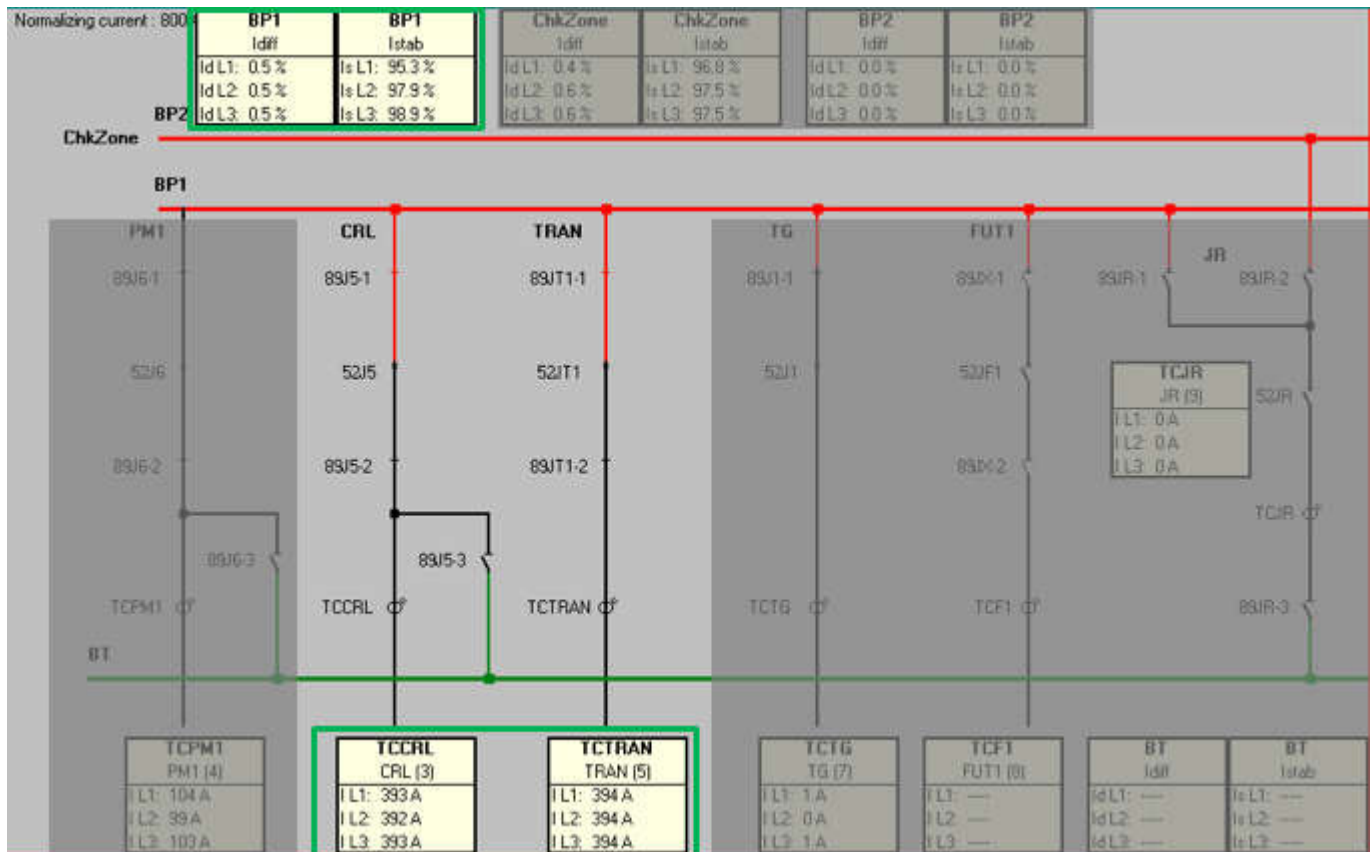 Normalizing current : 800
BP1 BP1 ChkZone ChkZone BP2 BP2
Idiff Istab Idiff Istab Idiff Istab
Id L1: 0.5 % Is L1: 95.3 % Id L1: 0.4 % Is L1: 96.8 % Id L1: 0.0 % Is L1: 0.0 %
Id L2: 0.5 % Is L2: 97.9 % Id L2: 0.6 % Is L2: 97.5 % Id L2: 0.0 % Is L2: 0.0 %
BP2 Id L3: 0.5 % Is L3: 98.9 % Id L3: 0.6 % Is L3: 97.5 % Id L3: 0.0 % Is L3: 0.0 %
ChkZone
BP1
PM1 CRL TRAN TG FUT1
JR
89J6-1 89J5-1 89JT1-1 89J1-1 89JX-1 89JR-1 89JR-2
52J6 52J5 52JT1 52J1 52JF1 TCJR
JR (9) 52JR
I L1: 0 A
I L2: 0 A
89J6-2 89J5-2 89JT1-2 89JX-2 I L3: 0 A
TCJR
89J6-3 89J5-3
TCPM1 TCCRL TCTRAN TCTG TCF1 89JR-3
BT
TCPM1 TCCRL TCTRAN TCTG TCF1 BT BT
PM1 (4) CRL (3) TRAN (5) TG (7) FUT1 (8) Idiff Istab
I L1: 104 A I L1: 393 A I L1: 394 A I L1: 1 A I L1: ---- Id L1: ---- Is L1: ----
I L2: 99 A I L2: 392 A I L2: 394 A I L2: 0 A I L2: ---- Id L2: ---- Is L2: ----
I L3: 103 A I L3: 393 A I L3: 394 A I L3: 1 A I L3: ---- Id L3: ---- Is L3: ----